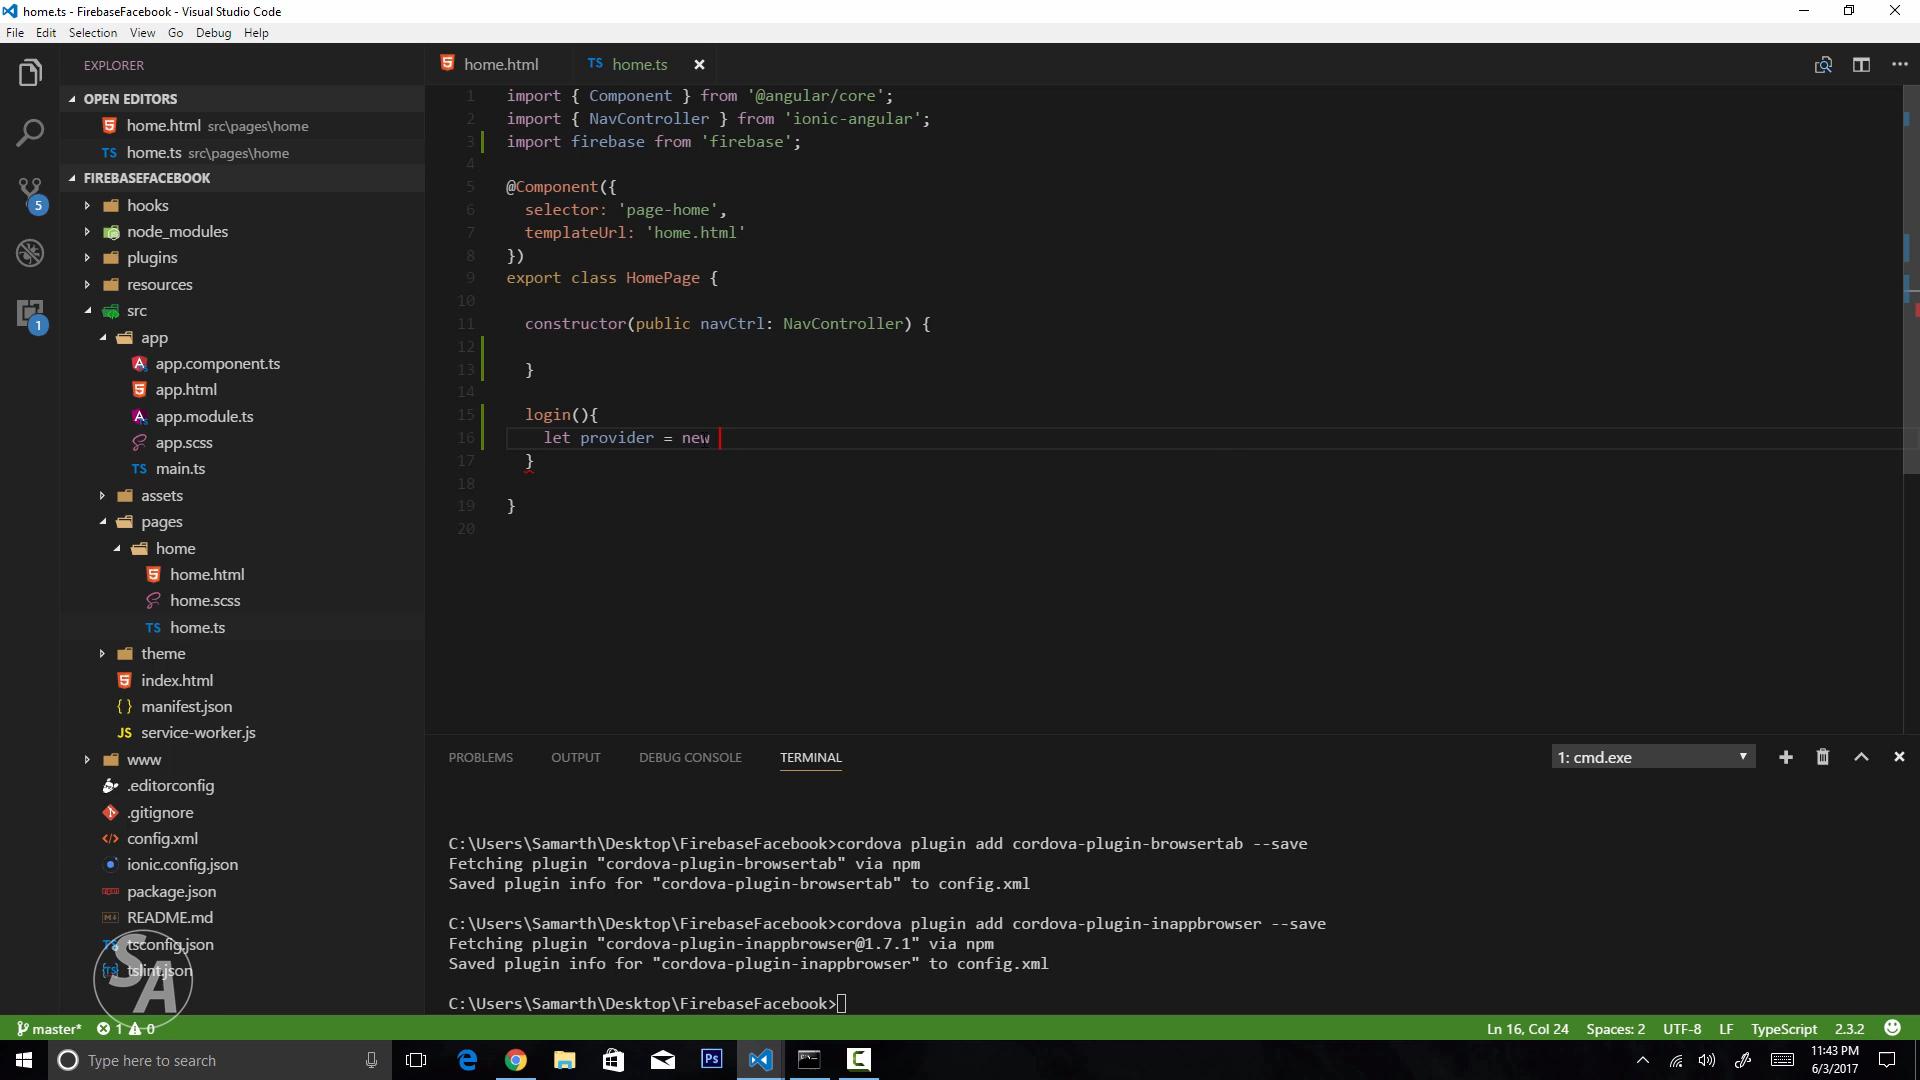 home.ts - FirebaseFacebook - Visual Studio Code
File Edit Selection View Go Debug Help
EXPLORER
OPEN EDITORS
home.html src\pages\home
TS home.ts src\pages\home
FIREBASEFACEBOOK
hooks
node_modules
plugins
resources
src
app
app.component.ts
app.html
app.module.ts
app.scss
TS main.ts
assets
pages
home
home.html
home.scss
TS home.ts
theme
index.html
{ } manifest.json
JS service-worker.js
www
.editorconfig
.gitignore
config.xml
ionic.config.json
package.json
README.md
tsconfig.json
tslint.json
SA
5
1
home.html TS home.ts
1 import { Component } from '@angular/core';
2 import { NavController } from 'ionic-angular';
3 import firebase from 'firebase';
4
5 @Component({
6 selector: 'page-home',
7 templateUrl: 'home.html'
8 })
9 export class HomePage {
10
11 constructor(public navCtrl: NavController) {
12
13 }
14
15 login(){
16 let provider = new
17 }
18
19 }
20
PROBLEMS OUTPUT DEBUG CONSOLE TERMINAL 1: cmd.exe
C:\Users\Samarth\Desktop\FirebaseFacebook>cordova plugin add cordova-plugin-browsertab --save
Fetching plugin "cordova-plugin-browsertab" via npm
Saved plugin info for "cordova-plugin-browsertab" to config.xml
C:\Users\Samarth\Desktop\FirebaseFacebook>cordova plugin add cordova-plugin-inappbrowser --save
Fetching plugin "cordova-plugin-inappbrowser@1.7.1" via npm
Saved plugin info for "cordova-plugin-inappbrowser" to config.xml
C:\Users\Samarth\Desktop\FirebaseFacebook>
master* 1 0 Ln 16, Col 24 Spaces: 2 UTF-8 LF TypeScript 2.3.2
Type here to search Ps 11:43 PM
6/3/2017